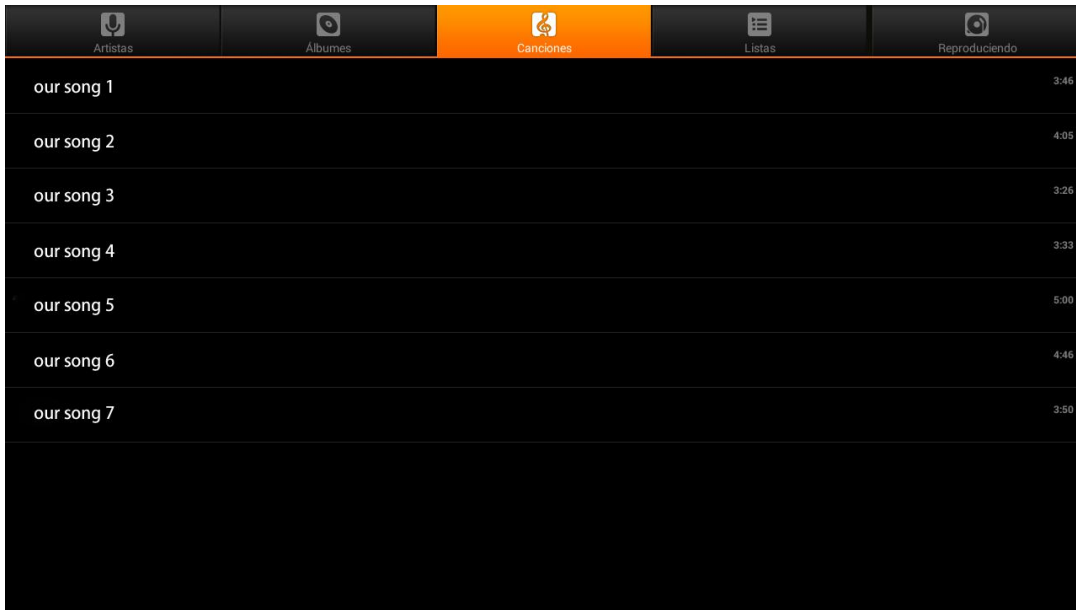 Artistas Álbumes Canciones Listas Reproduciendo
our song 1 3:46
our song 2 4:05
our song 3 3:26
our song 4 3:33
our song 5 5:00
our song 6 4:46
our song 7 3:50